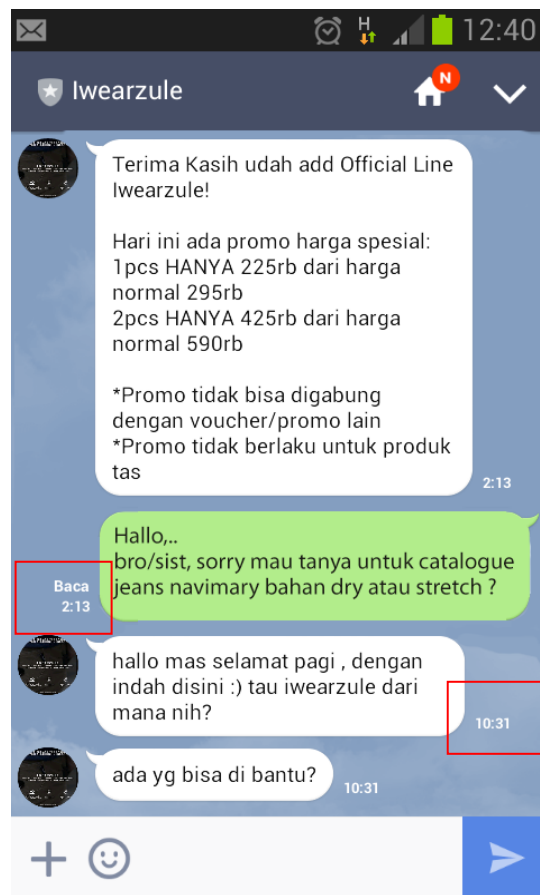 H
12:40
Iwearzule
N
Terima Kasih udah add Official Line
Iwearzule!
Hari ini ada promo harga spesial:
1pcs HANYA 225rb dari harga
normal 295rb
2pcs HANYA 425rb dari harga
normal 590rb
*Promo tidak bisa digabung
dengan voucher/promo lain
*Promo tidak berlaku untuk produk
tas
2:13
Hallo,..
bro/sist, sorry mau tanya untuk catalogue
jeans navimary bahan dry atau stretch ?
Baca
2:13
hallo mas selamat pagi , dengan
indah disini :) tau iwearzule dari
mana nih?
10:31
ada yg bisa di bantu?
10:31